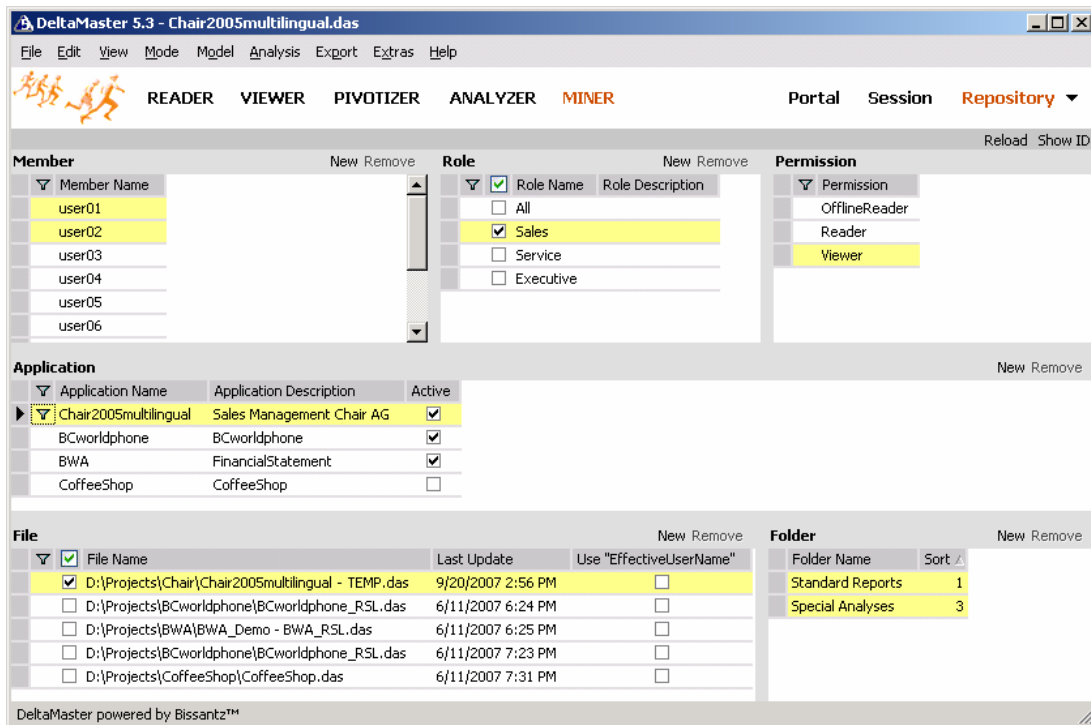 DeltaMaster 5.3 - Chair2005multilingual.das
File Edit View Mode Model Analysis Export Extras Help
READER VIEWER PIVOTIZER ANALYZER MINER Portal Session Repository
Reload Show ID
Member New Remove Role New Remove Permission
Member Name Role Name Role Description Permission
user01 All OfflineReader
user02 Sales Reader
user03 Service Viewer
user04 Executive
user05
user06
Application New Remove
Application Name Application Description Active
Chair2005multilingual Sales Management Chair AG
BCworldphone BCworldphone
BWA FinancialStatement
CoffeeShop CoffeeShop
File New Remove Folder New Remove
File Name Last Update Use "EffectiveUserName" Folder Name Sort
D:\Projects\Chair\Chair2005multilingual - TEMP.das 9/20/2007 2:56 PM Standard Reports 1
D:\Projects\BCworldphone\BCworldphone_RSL.das 6/11/2007 6:24 PM Special Analyses 3
D:\Projects\BWA\BWA_Demo - BWA_RSL.das 6/11/2007 6:25 PM
D:\Projects\BCworldphone\BCworldphone_RSL.das 6/11/2007 7:23 PM
D:\Projects\CoffeeShop\CoffeeShop.das 6/11/2007 7:31 PM
DeltaMaster powered by Bissantz™